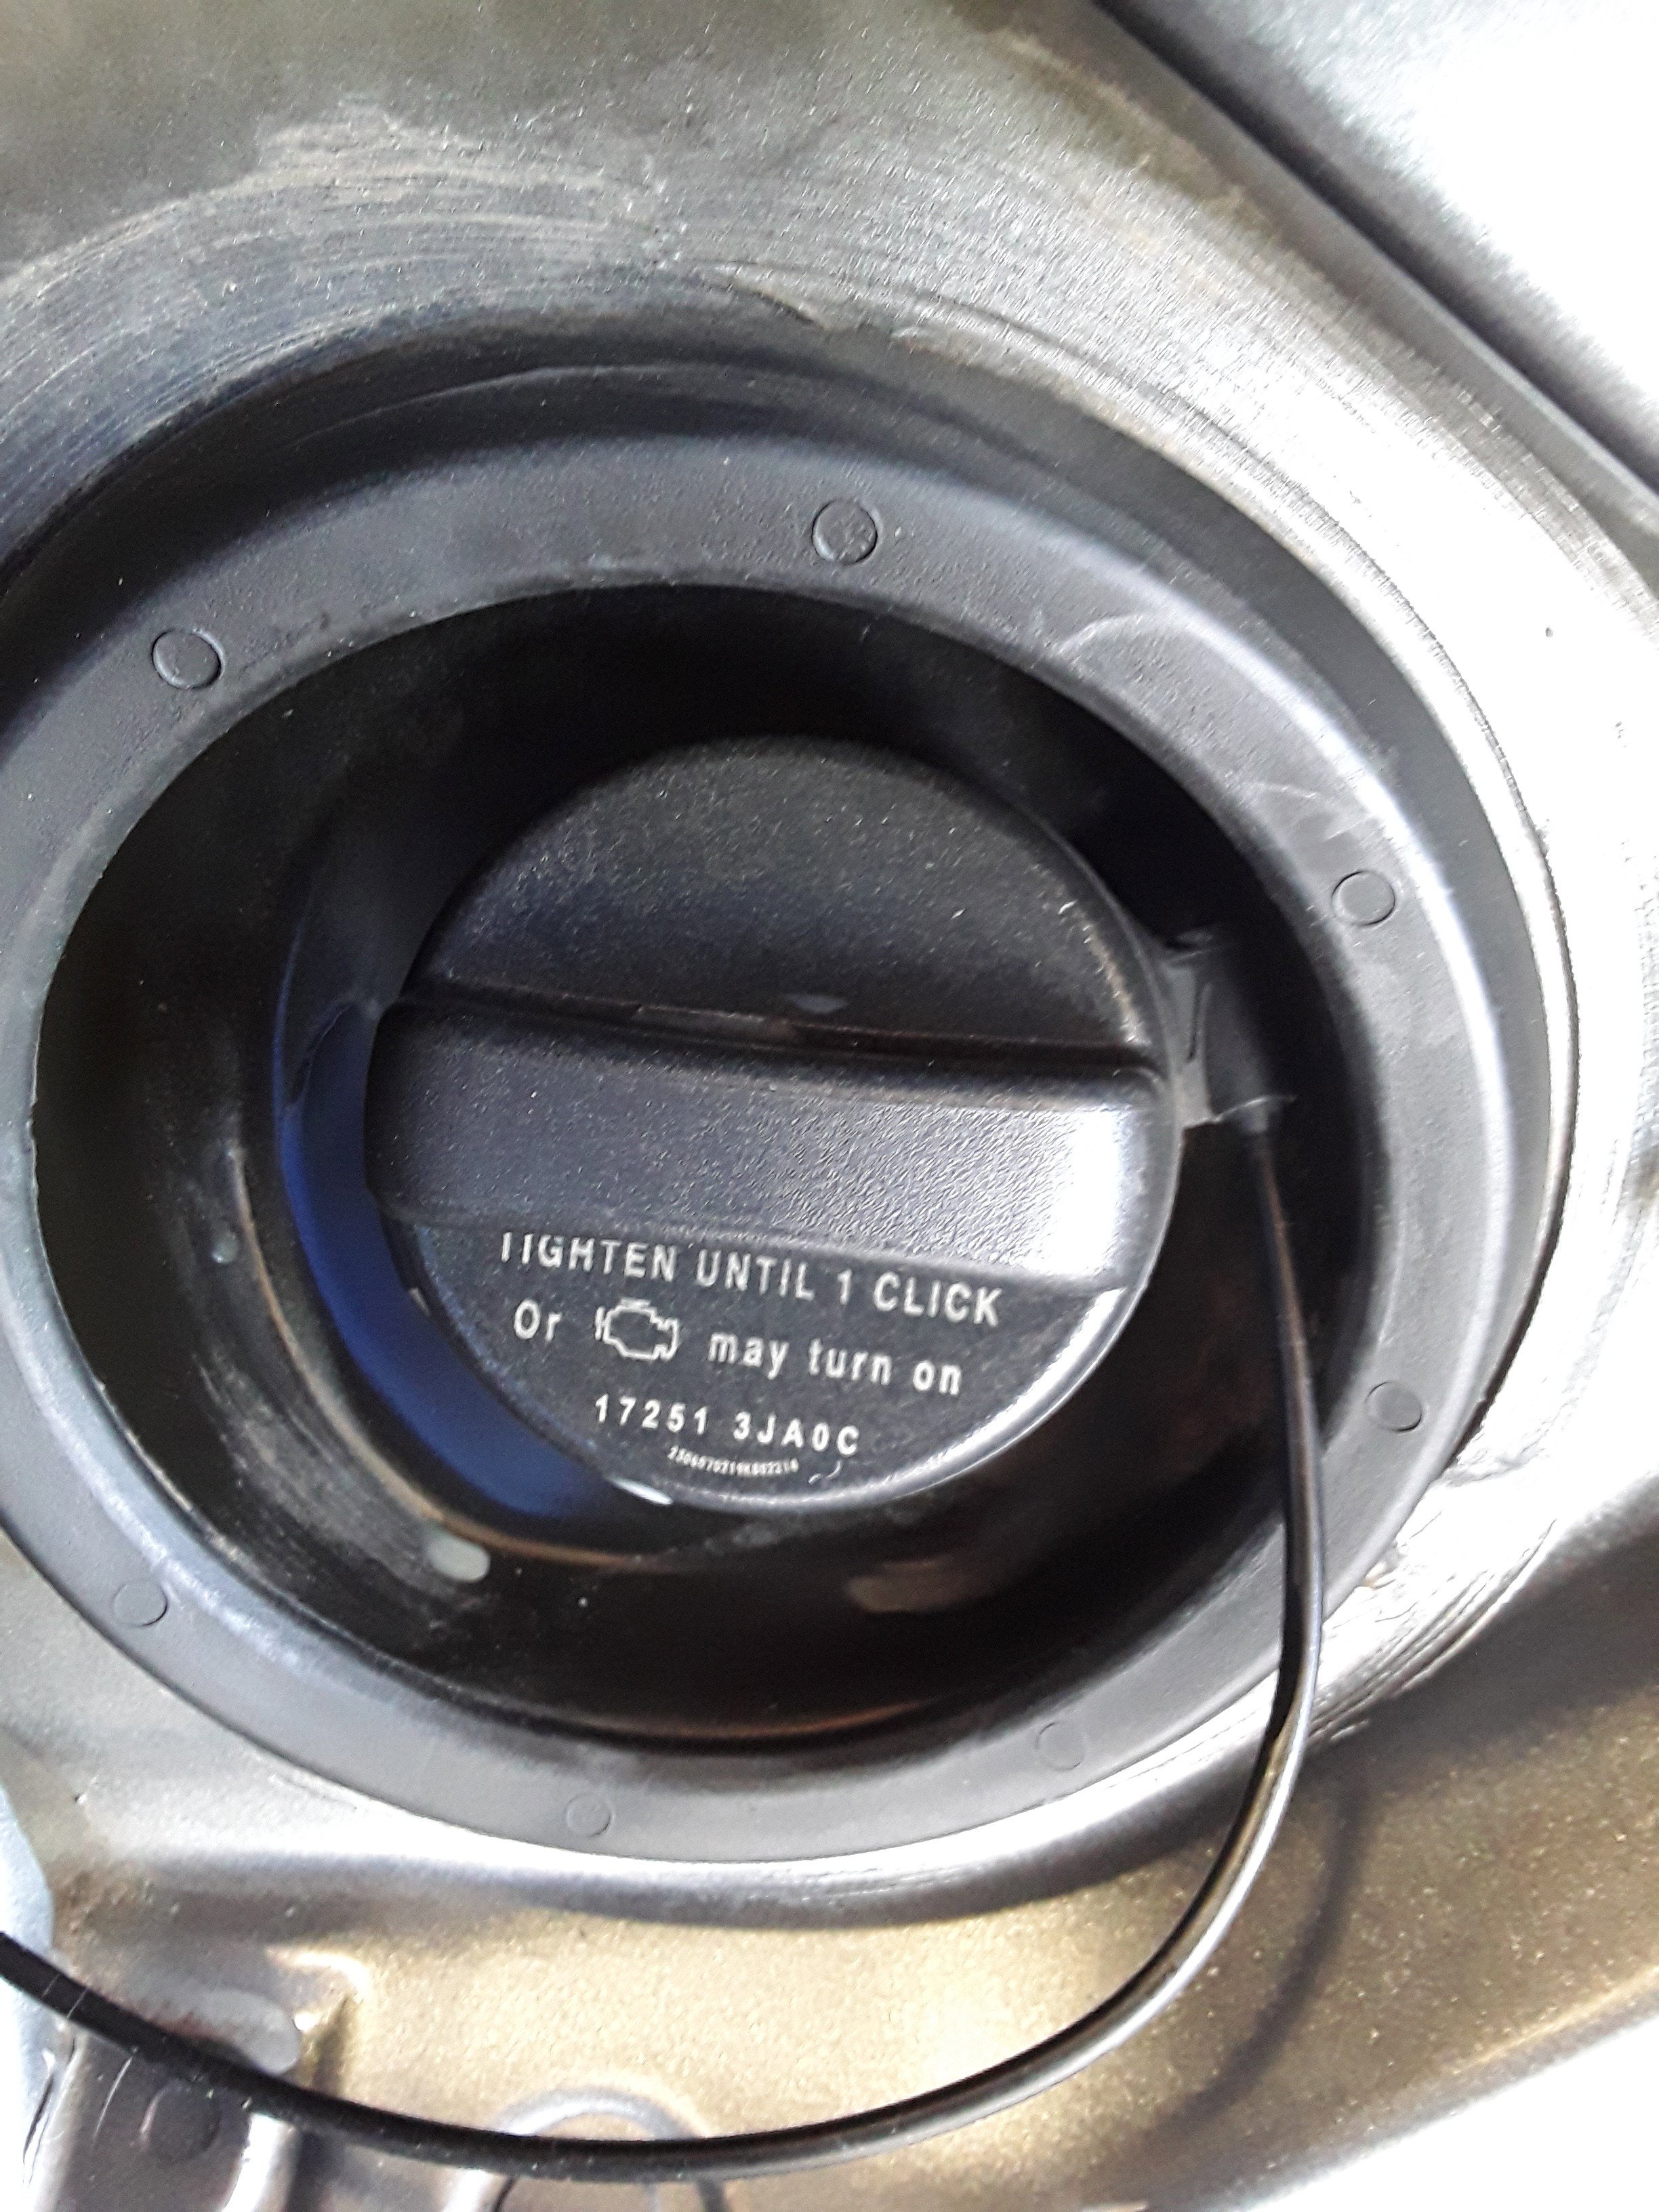 TIGHTEN UNTIL 1 CLICK
Or may turn on
17251 3JA0C